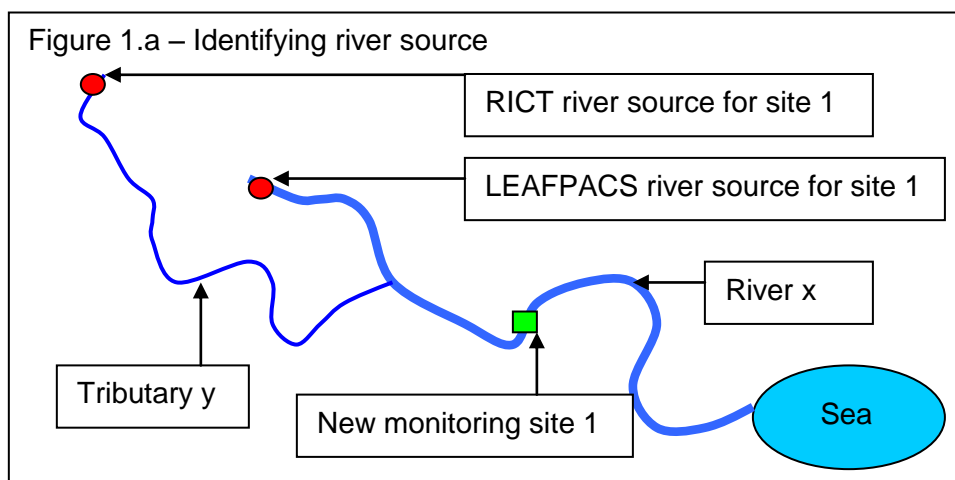 Figure 1.a – Identifying river source
RICT river source for site 1
LEAFPACS river source for site 1
River x
Tributary y
New monitoring site 1
Sea